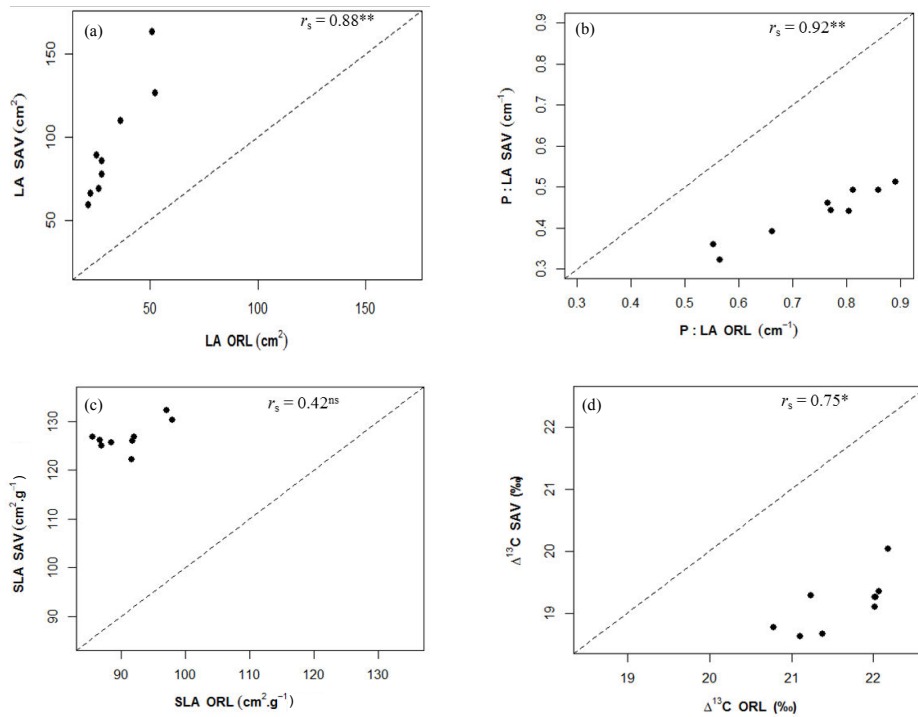 (a)
r_s = 0.88**
LA SAV (cm²)
50
100
150
50
100
150
LA ORL (cm²)
(b)
r_s = 0.92**
P : LA SAV (cm⁻¹)
0.3
0.4
0.5
0.6
0.7
0.8
0.9
0.3
0.4
0.5
0.6
0.7
0.8
0.9
P : LA ORL (cm⁻¹)
(c)
r_s = 0.42ⁿˢ
SLA SAV (cm².g⁻¹)
90
100
110
120
130
90
100
110
120
130
SLA ORL (cm².g⁻¹)
(d)
r_s = 0.75*
Δ¹³C SAV (‰)
19
20
21
22
19
20
21
22
Δ¹³C ORL (‰)